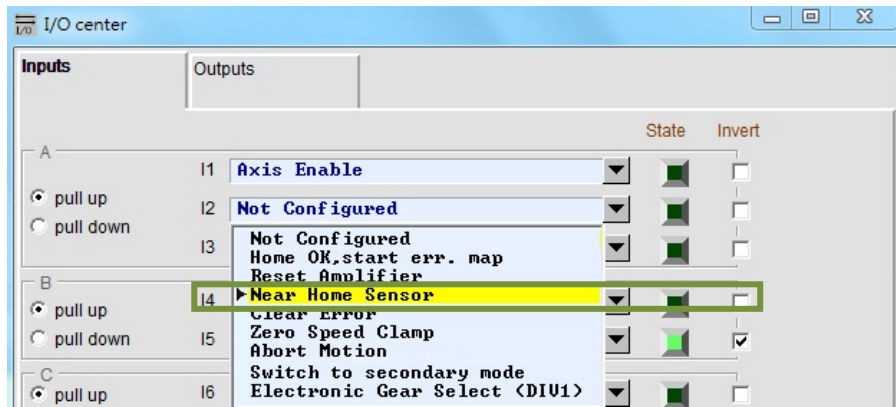 I/O I/O center
Inputs Outputs
State Invert
A
I1 Axis Enable
pull up
I2 Not Configured
pull down
Not Configured
I3
Home OK,start err. map
Reset Amplifier
B
I4 Near Home Sensor
pull up
Clear Error
Zero Speed Clamp
pull down I5
Abort Motion
C
Switch to secondary mode
pull up I6 Electronic Gear Select (DIV1)